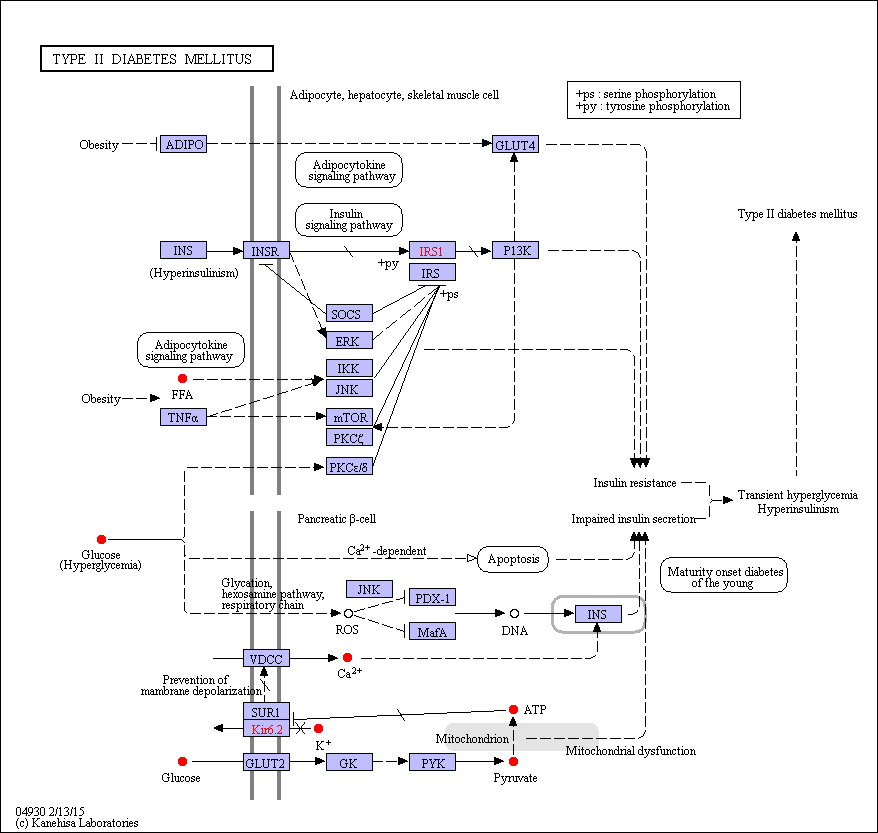 TYPE II DIABETES MELLITUS
Adipocyte, hepatocyte, skeletal muscle cell
+ps : serine phosphorylation
+py : tyrosine phosphorylation
Obesity
ADIPO
GLUT4
Adipocytokine
signaling pathway
Insulin
signaling pathway
Type II diabetes mellitus
INS
INSR
IRS1
P13K
(Hyperinsulinism)
+py
IRS
+ps
SOCS
ERK
Adipocytokine
signaling pathway
IKK
JNK
FFA
Obesity
TNFα
mTOR
PKCζ
PKCε/δ
Insulin resistance
Transient hyperglycemia
Hyperinsulinism
Pancreatic β-cell
Impaired insulin secretion
Glucose
(Hyperglycemia)
Ca2+ -dependent
Apoptosis
Maturity onset diabetes
of the young
Glycation,
hexosamine pathway,
respiratory chain
JNK
PDX-1
ROS
MafA
DNA
INS
VDCC
Ca2+
Prevention of
mambrane depolarization
SUR1
Kir6.2
K+
ATP
Mitochondrion
Mitochondrial dysfunction
Glucose
GLUT2
GK
PYK
Pyruvate
04930 2/13/15
(c) Kanehisa Laboratories